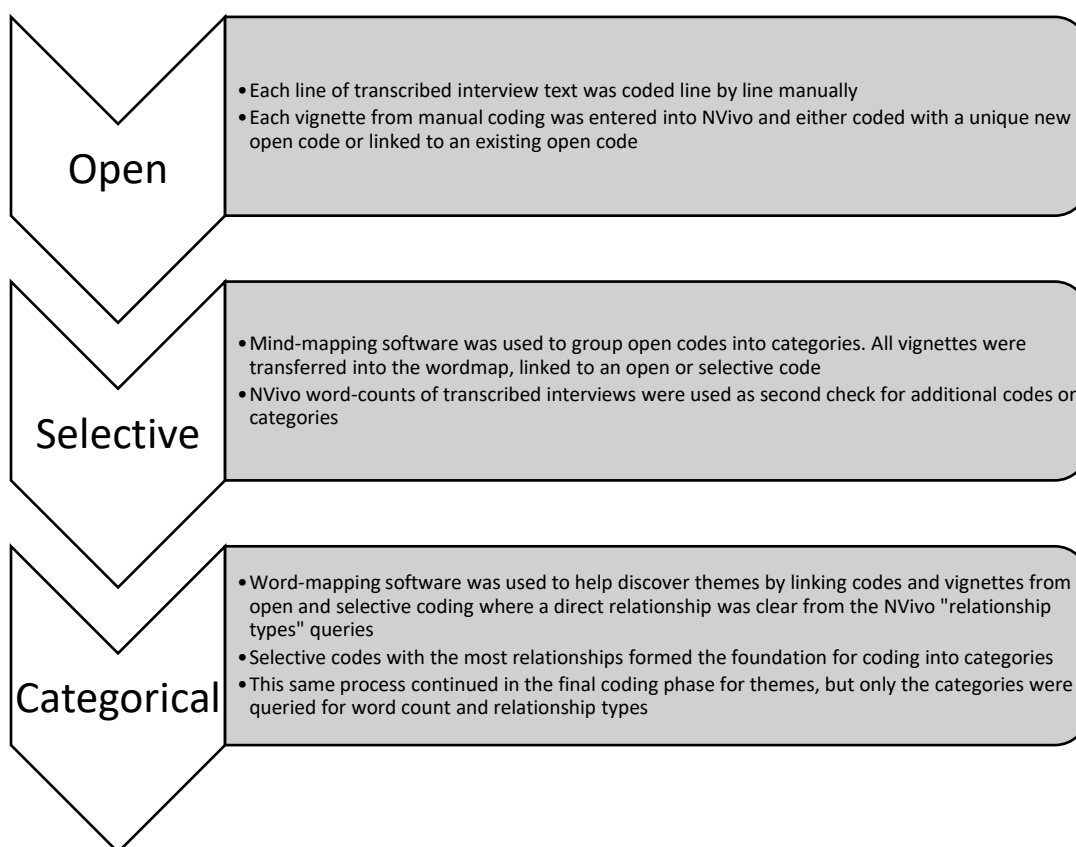 Open
•Each line of transcribed interview text was coded line by line manually
•Each vignette from manual coding was entered into NVivo and either coded with a unique new
open code or linked to an existing open code
Selective
•Mind-mapping software was used to group open codes into categories. All vignettes were
transferred into the wordmap, linked to an open or selective code
•NVivo word-counts of transcribed interviews were used as second check for additional codes or
categories
Categorical
•Word-mapping software was used to help discover themes by linking codes and vignettes from
open and selective coding where a direct relationship was clear from the NVivo "relationship
types" queries
•Selective codes with the most relationships formed the foundation for coding into categories
•This same process continued in the final coding phase for themes, but only the categories were
queried for word count and relationship types